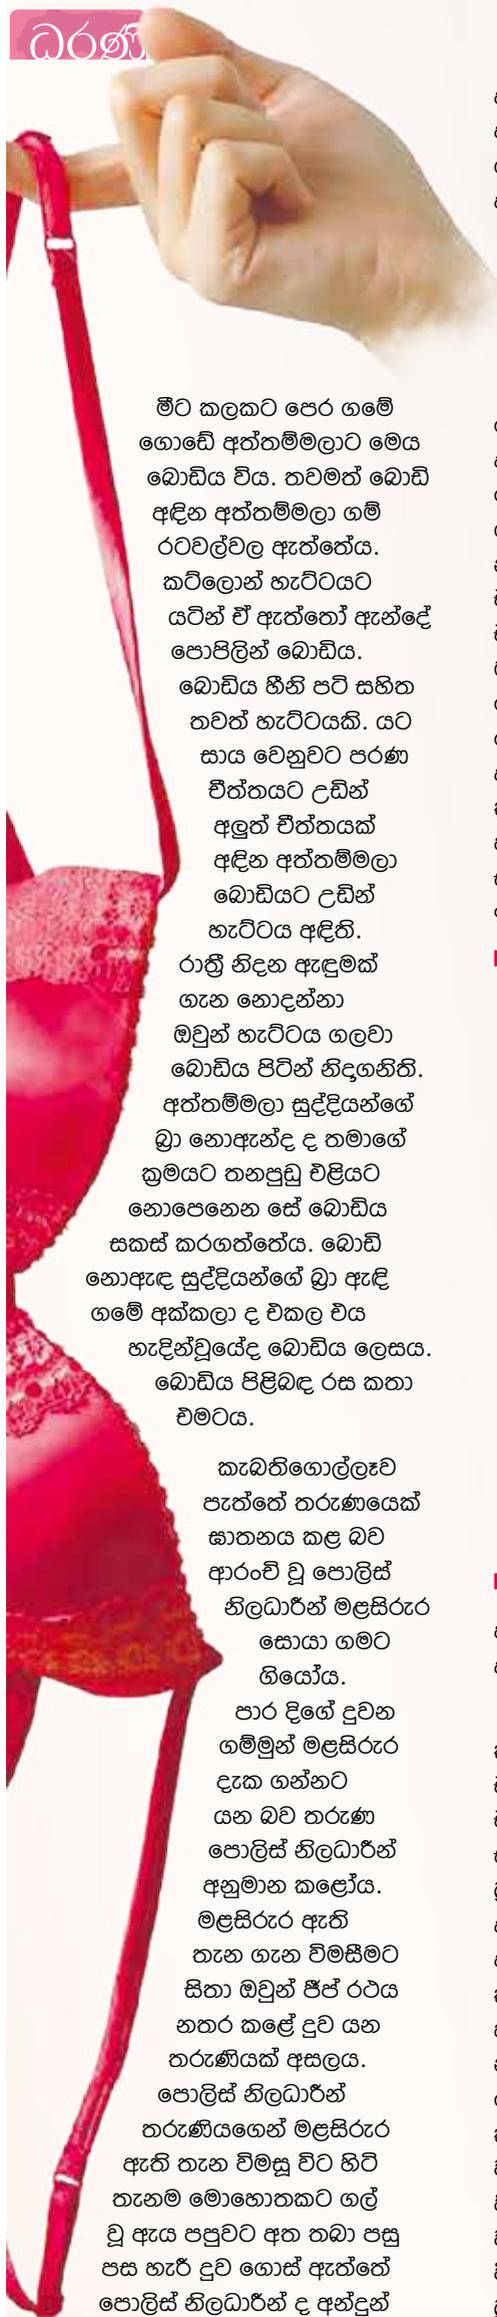 ධරණි
මීට කලකට පෙර ගමේ
ගොඩේ අත්තම්මලාට මෙය
බොඩිය විය. තවමත් බොඩි
අඳින අත්තම්මලා ගම්
රටවල්වල ඇත්තේය.
කට්ලොන් හැට්ටයට
යටින් ඒ ඇත්තෝ ඇන්දේ
පොපිලින් බොඩිය.
බොඩිය හීනි පටි සහිත
තවත් හැට්ටයකි. යට
සාය වෙනුවට පරණ
චීත්තයට උඩින්
අලුත් චීත්තයක්
අඳින අත්තම්මලා
බොඩියට උඩින්
හැට්ටය අඳිති.
රාත්‍රී නිදන ඇඳුමක්
ගැන නොදන්නා
ඔවුන් හැට්ටය ගලවා
බොඩිය පිටින් නිදාගනිති.
අත්තම්මලා සුද්දියන්ගේ
බ්‍රා නොඇන්ද ද තමාගේ
ක්‍රමයට තනපුඩු එළියට
නොපෙනෙන සේ බොඩිය
සකස් කරගත්තේය. බොඩි
නොඇඳ සුද්දියන්ගේ බ්‍රා ඇඳි
ගමේ අක්කලා ද එකල එය
හැදින්වූයේද බොඩිය ලෙසය.
බොඩිය පිළිබඳ රස කතා
එමටය.
කැබතිගොල්ලෑව
පැත්තේ තරුණයෙක්
ඝාතනය කළ බව
ආරංචි වූ පොලිස්
නිලධාරීන් මළසිරුර
සොයා ගමට
ගියෝය.
පාර දිගේ දුවන
ගම්මුන් මළසිරුර
දැක ගන්නට
යන බව තරුණ
පොලිස් නිලධාරීන්
අනුමාන කළෝය.
මළසිරුර ඇති
තැන ගැන විමසීමට
සිතා ඔවුන් ජීප් රථය
නතර කළේ දුව යන
තරුණියක් අසලය.
පොලිස් නිලධාරීන්
තරුණියගෙන් මළසිරුර
ඇති තැන විමසූ විට හිටි
තැනම මොහොතකට ගල්
වූ ඇය පපුවට අත තබා පසු
පස හැරී දුව ගොස් ඇත්තේ
පොලිස් නිලධාරීන් ද අන්දුන්